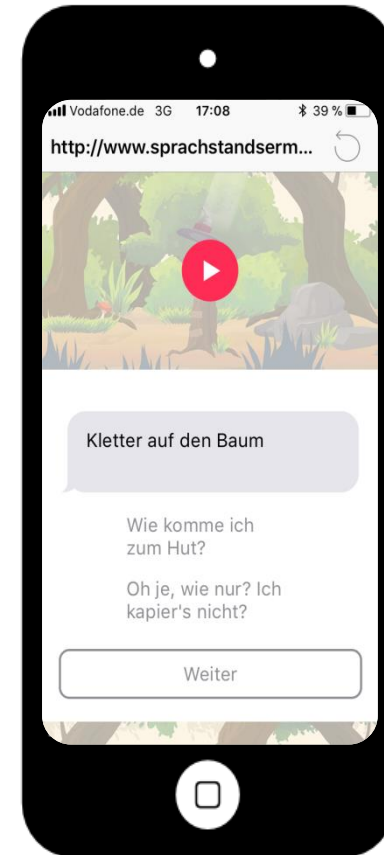 Vodafone.de 3G 17:08 39 %
http://www.sprachstandserm...
Kletter auf den Baum
Wie komme ich
zum Hut?
Oh je, wie nur? Ich
kapier's nicht?
Weiter